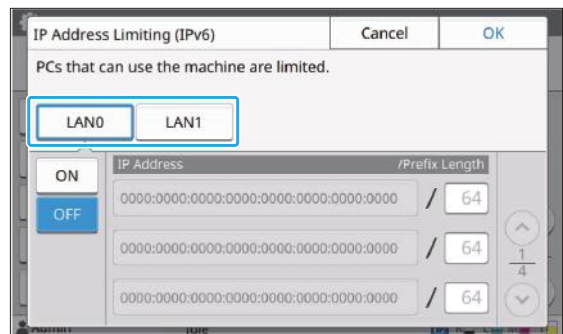 IP Address Limiting (IPv6) Cancel OK
PCs that can use the machine are limited.
LAN0 LAN1
IP Address /Prefix Length
ON
0000:0000:0000:0000:0000:0000:0000:0000 / 64
OFF
0000:0000:0000:0000:0000:0000:0000:0000 / 64
1
4
0000:0000:0000:0000:0000:0000:0000:0000 / 64
Admin Idle